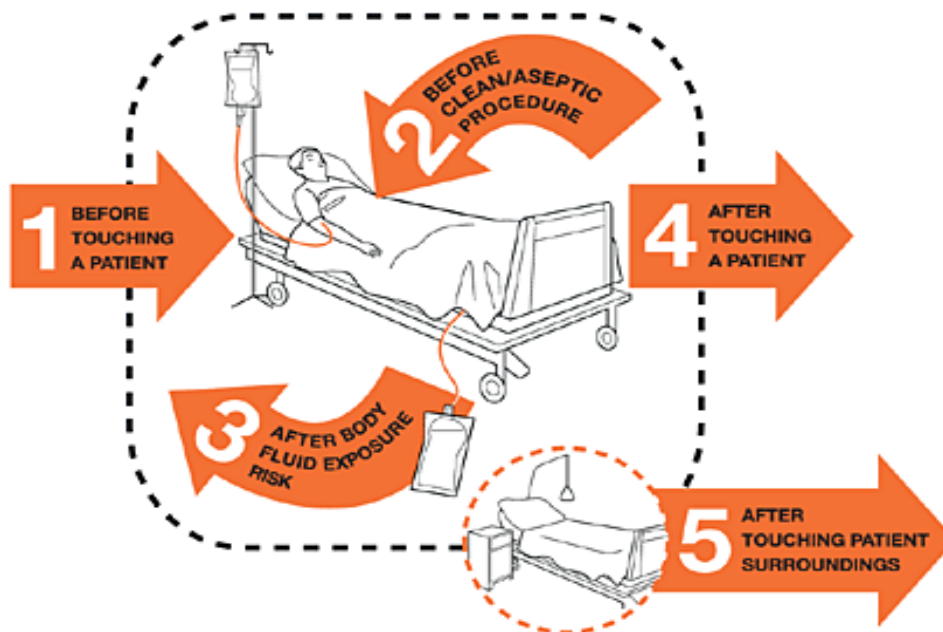 1
BEFORE
TOUCHING
A PATIENT
2
BEFORE
CLEAN/ASEPTIC
PROCEDURE
3
AFTER BODY
FLUID EXPOSURE
RISK
4
AFTER
TOUCHING
A PATIENT
5
AFTER
TOUCHING PATIENT
SURROUNDINGS